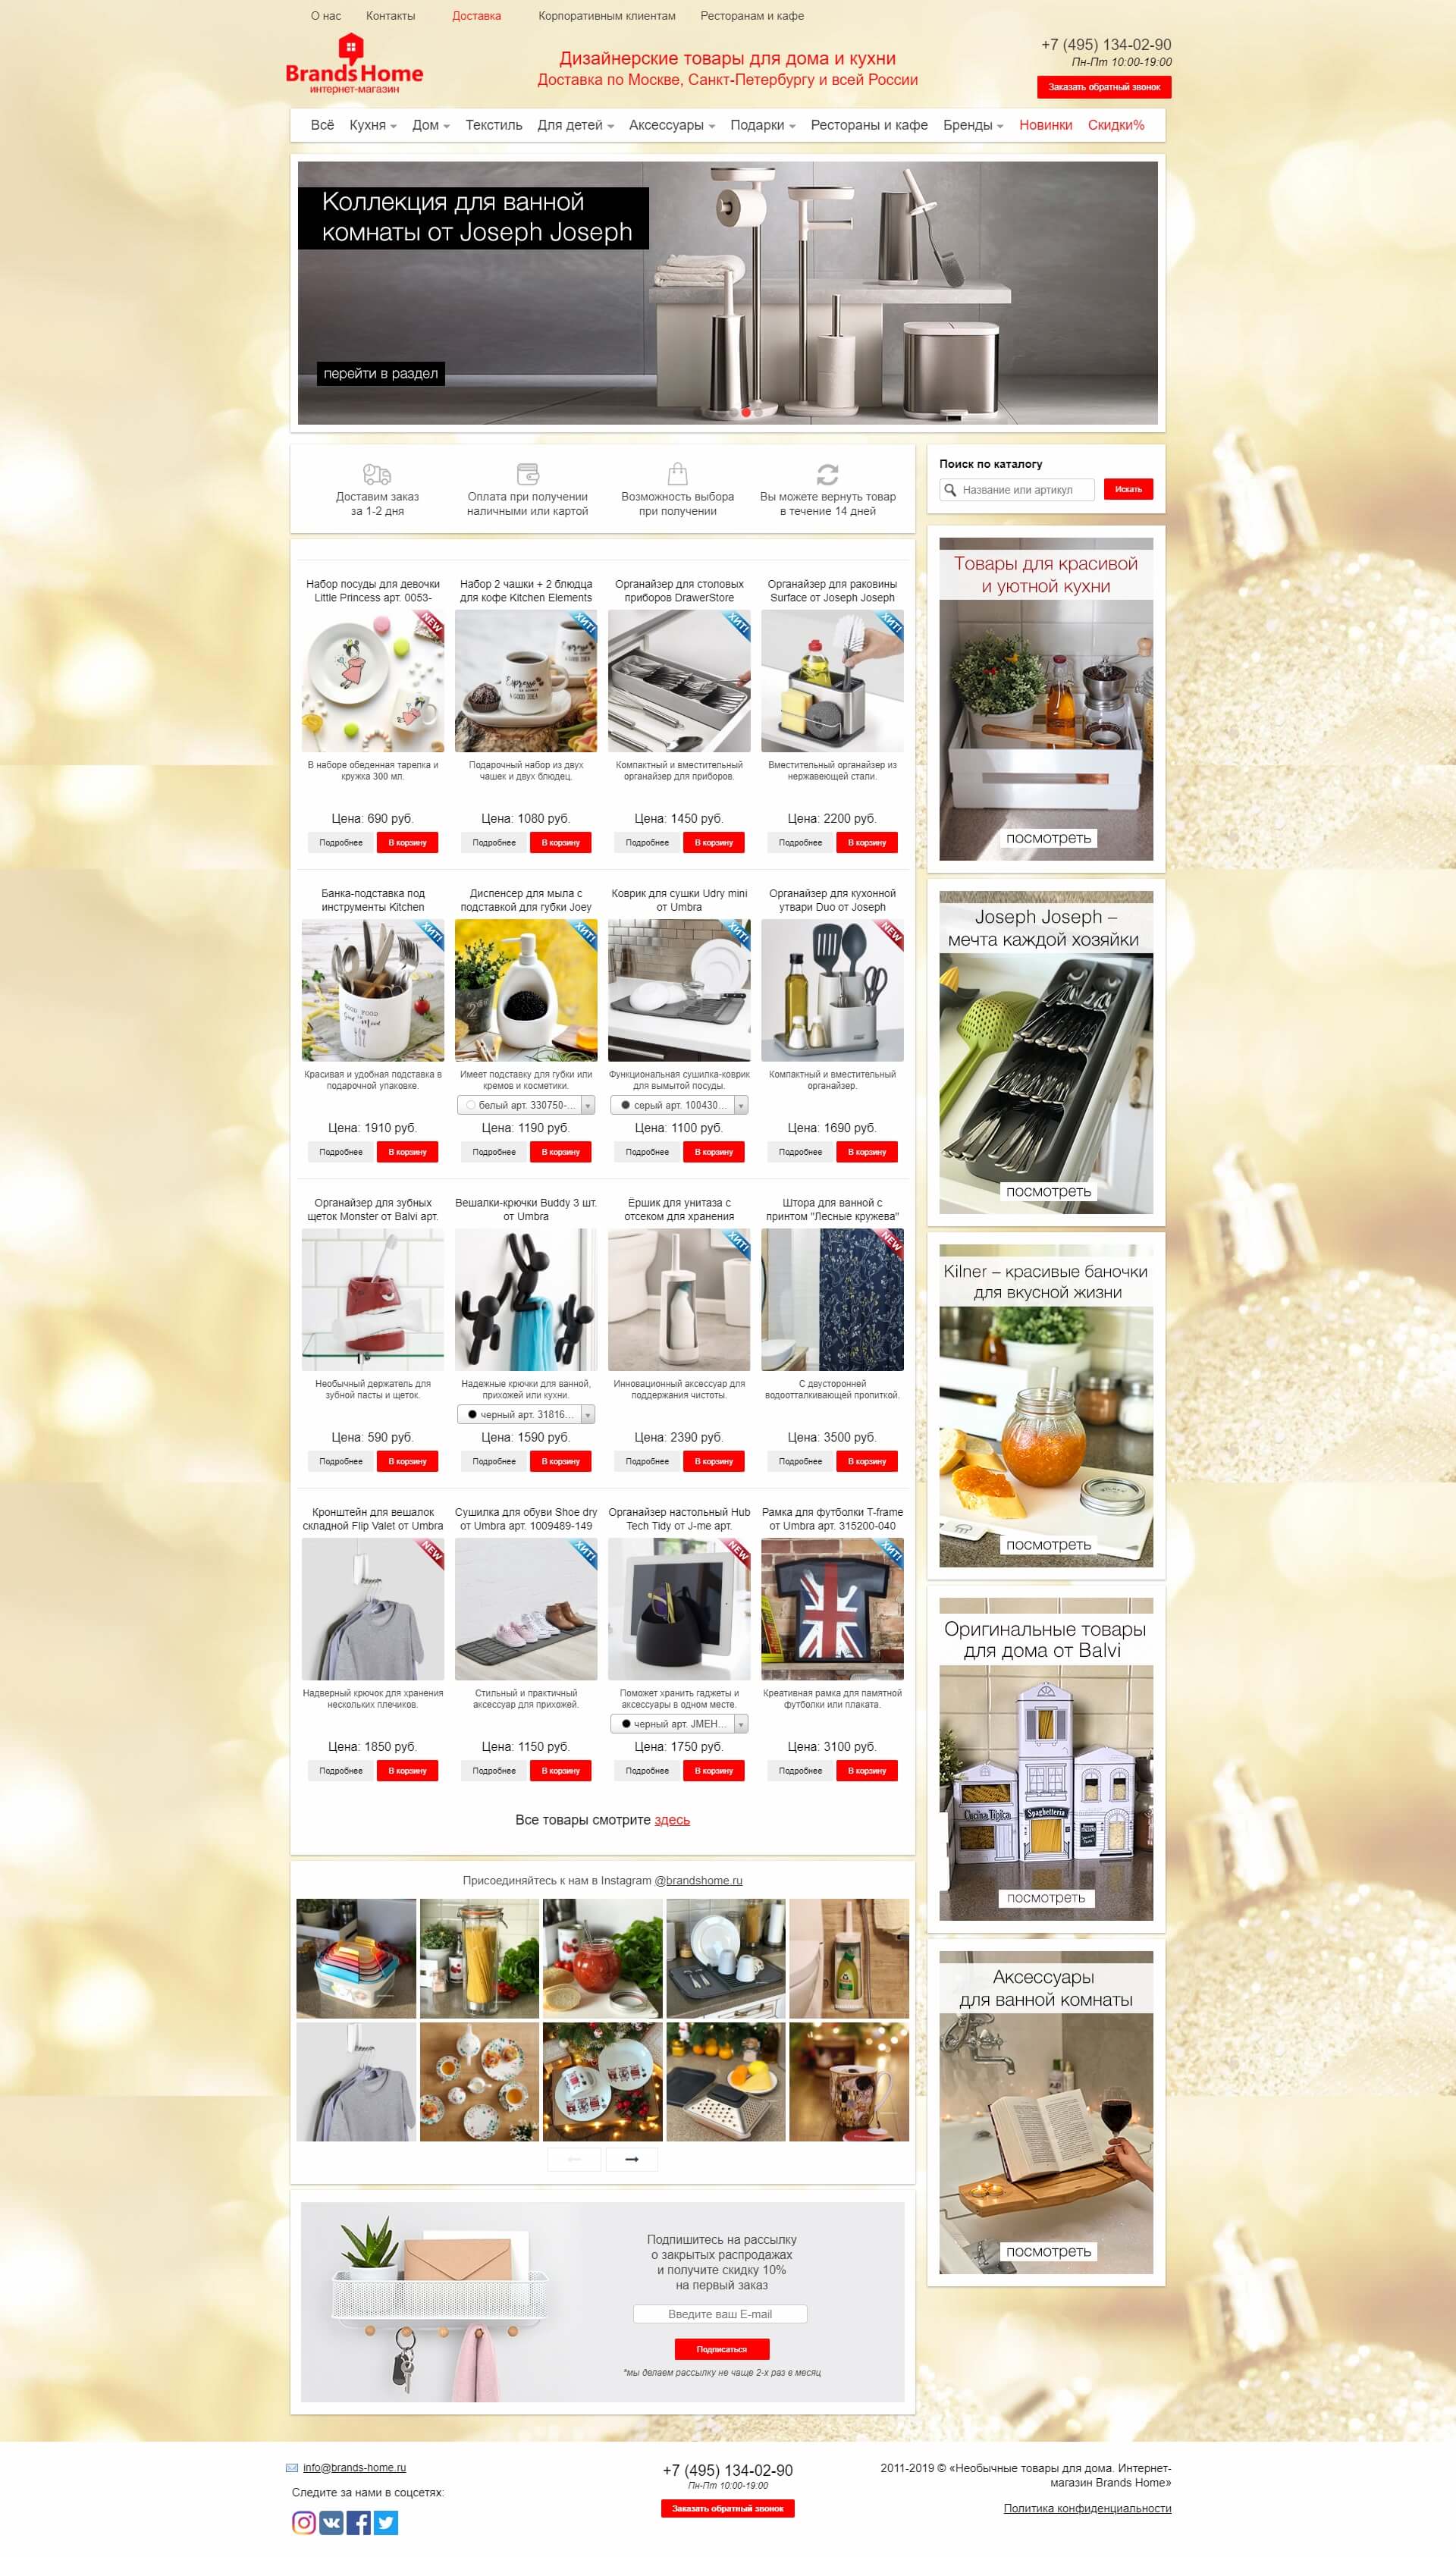 О нас Контакты Доставка Корпоративным клиентам Ресторанам и кафе
BrandsHome
интернет-магазин
Дизайнерские товары для дома и кухни
Доставка по Москве, Санкт-Петербургу и всей России
+7 (495) 134-02-90
Пн-Пт 10:00-19:00
Заказать обратный звонок
Всё Кухня Дом Текстиль Для детей Аксессуары Подарки Рестораны и кафе Бренды Новинки Скидки%
Коллекция для ванной
комнаты от Joseph Joseph
перейти в раздел
Доставим заказ
за 1-2 дня
Оплата при получении
наличными или картой
Возможность выбора
при получении
Вы можете вернуть товар
в течение 14 дней
Поиск по каталогу
Название или артикул
Искать
Набор посуды для девочки
Little Princess арт. 0053-
NEW
В наборе обеденная тарелка и
кружка 300 мл.
Цена: 690 руб.
Подробнее В корзину
Набор 2 чашки + 2 блюдца
для кофе Kitchen Elements
ХИТ!
Espresso
A GOOD IDEA
Подарочный набор из двух
чашек и двух блюдец.
Цена: 1080 руб.
Подробнее В корзину
Органайзер для столовых
приборов DrawerStore
ХИТ!
Компактный и вместительный
органайзер для приборов.
Цена: 1450 руб.
Подробнее В корзину
Органайзер для раковины
Surface от Joseph Joseph
ХИТ!
Вместительный органайзер из
нержавеющей стали.
Цена: 2200 руб.
Подробнее В корзину
Банка-подставка под
инструменты Kitchen
ХИТ!
GOOD FOOD
Good Mood
Красивая и удобная подставка в
подарочной упаковке.
Цена: 1910 руб.
Подробнее В корзину
Диспенсер для мыла с
подставкой для губки Joey
ХИТ!
Имеет подставку для губки или
кремов и косметики.
белый арт. 330750-...
Цена: 1190 руб.
Подробнее В корзину
Коврик для сушки Udry mini
от Umbra
ХИТ!
Функциональная сушилка-коврик
для вымытой посуды.
серый арт. 100430...
Цена: 1100 руб.
Подробнее В корзину
Органайзер для кухонной
утвари Duo от Joseph
NEW
Компактный и вместительный
органайзер.
Цена: 1690 руб.
Подробнее В корзину
Органайзер для зубных
щеток Monster от Balvi арт.
Необычный держатель для
зубной пасты и щеток.
Цена: 590 руб.
Подробнее В корзину
Вешалки-крючки Buddy 3 шт.
от Umbra
Надежные крючки для ванной,
прихожей или кухни.
черный арт. 31816...
Цена: 1590 руб.
Подробнее В корзину
Ёршик для унитаза с
отсеком для хранения
ХИТ!
Инновационный аксессуар для
поддержания чистоты.
Цена: 2390 руб.
Подробнее В корзину
Штора для ванной с
принтом "Лесные кружева"
NEW
С двусторонней
водоотталкивающей пропиткой.
Цена: 3500 руб.
Подробнее В корзину
Кронштейн для вешалок
складной Flip Valet от Umbra
NEW
Надверный крючок для хранения
нескольких плечиков.
Цена: 1850 руб.
Подробнее В корзину
Сушилка для обуви Shoe dry
от Umbra арт. 1009489-149
ХИТ!
Стильный и практичный
аксессуар для прихожей.
Цена: 1150 руб.
Подробнее В корзину
Органайзер настольный Hub
Tech Tidy от J-me арт.
NEW
Поможет хранить гаджеты и
аксессуары в одном месте.
черный арт. JMEH...
Цена: 1750 руб.
Подробнее В корзину
Рамка для футболки T-frame
от Umbra арт. 315200-040
ХИТ!
Креативная рамка для памятной
футболки или плаката.
Цена: 3100 руб.
Подробнее В корзину
Все товары смотрите здесь
Товары для красивой
и уютной кухни
посмотреть
Joseph Joseph –
мечта каждой хозяйки
посмотреть
Kilner – красивые баночки
для вкусной жизни
посмотреть
Оригинальные товары
для дома от Balvi
Cucina Tipica
Spaghetteria
посмотреть
Аксессуары
для ванной комнаты
посмотреть
Присоединяйтесь к нам в Instagram @brandshome.ru
Подпишитесь на рассылку
о закрытых распродажах
и получите скидку 10%
на первый заказ
Введите ваш E-mail
Подписаться
*мы делаем рассылку не чаще 2-х раз в месяц
info@brands-home.ru
Следите за нами в соцсетях:
+7 (495) 134-02-90
Пн-Пт 10:00-19:00
Заказать обратный звонок
2011-2019 © «Необычные товары для дома. Интернет-
магазин Brands Home»
Политика конфиденциальности